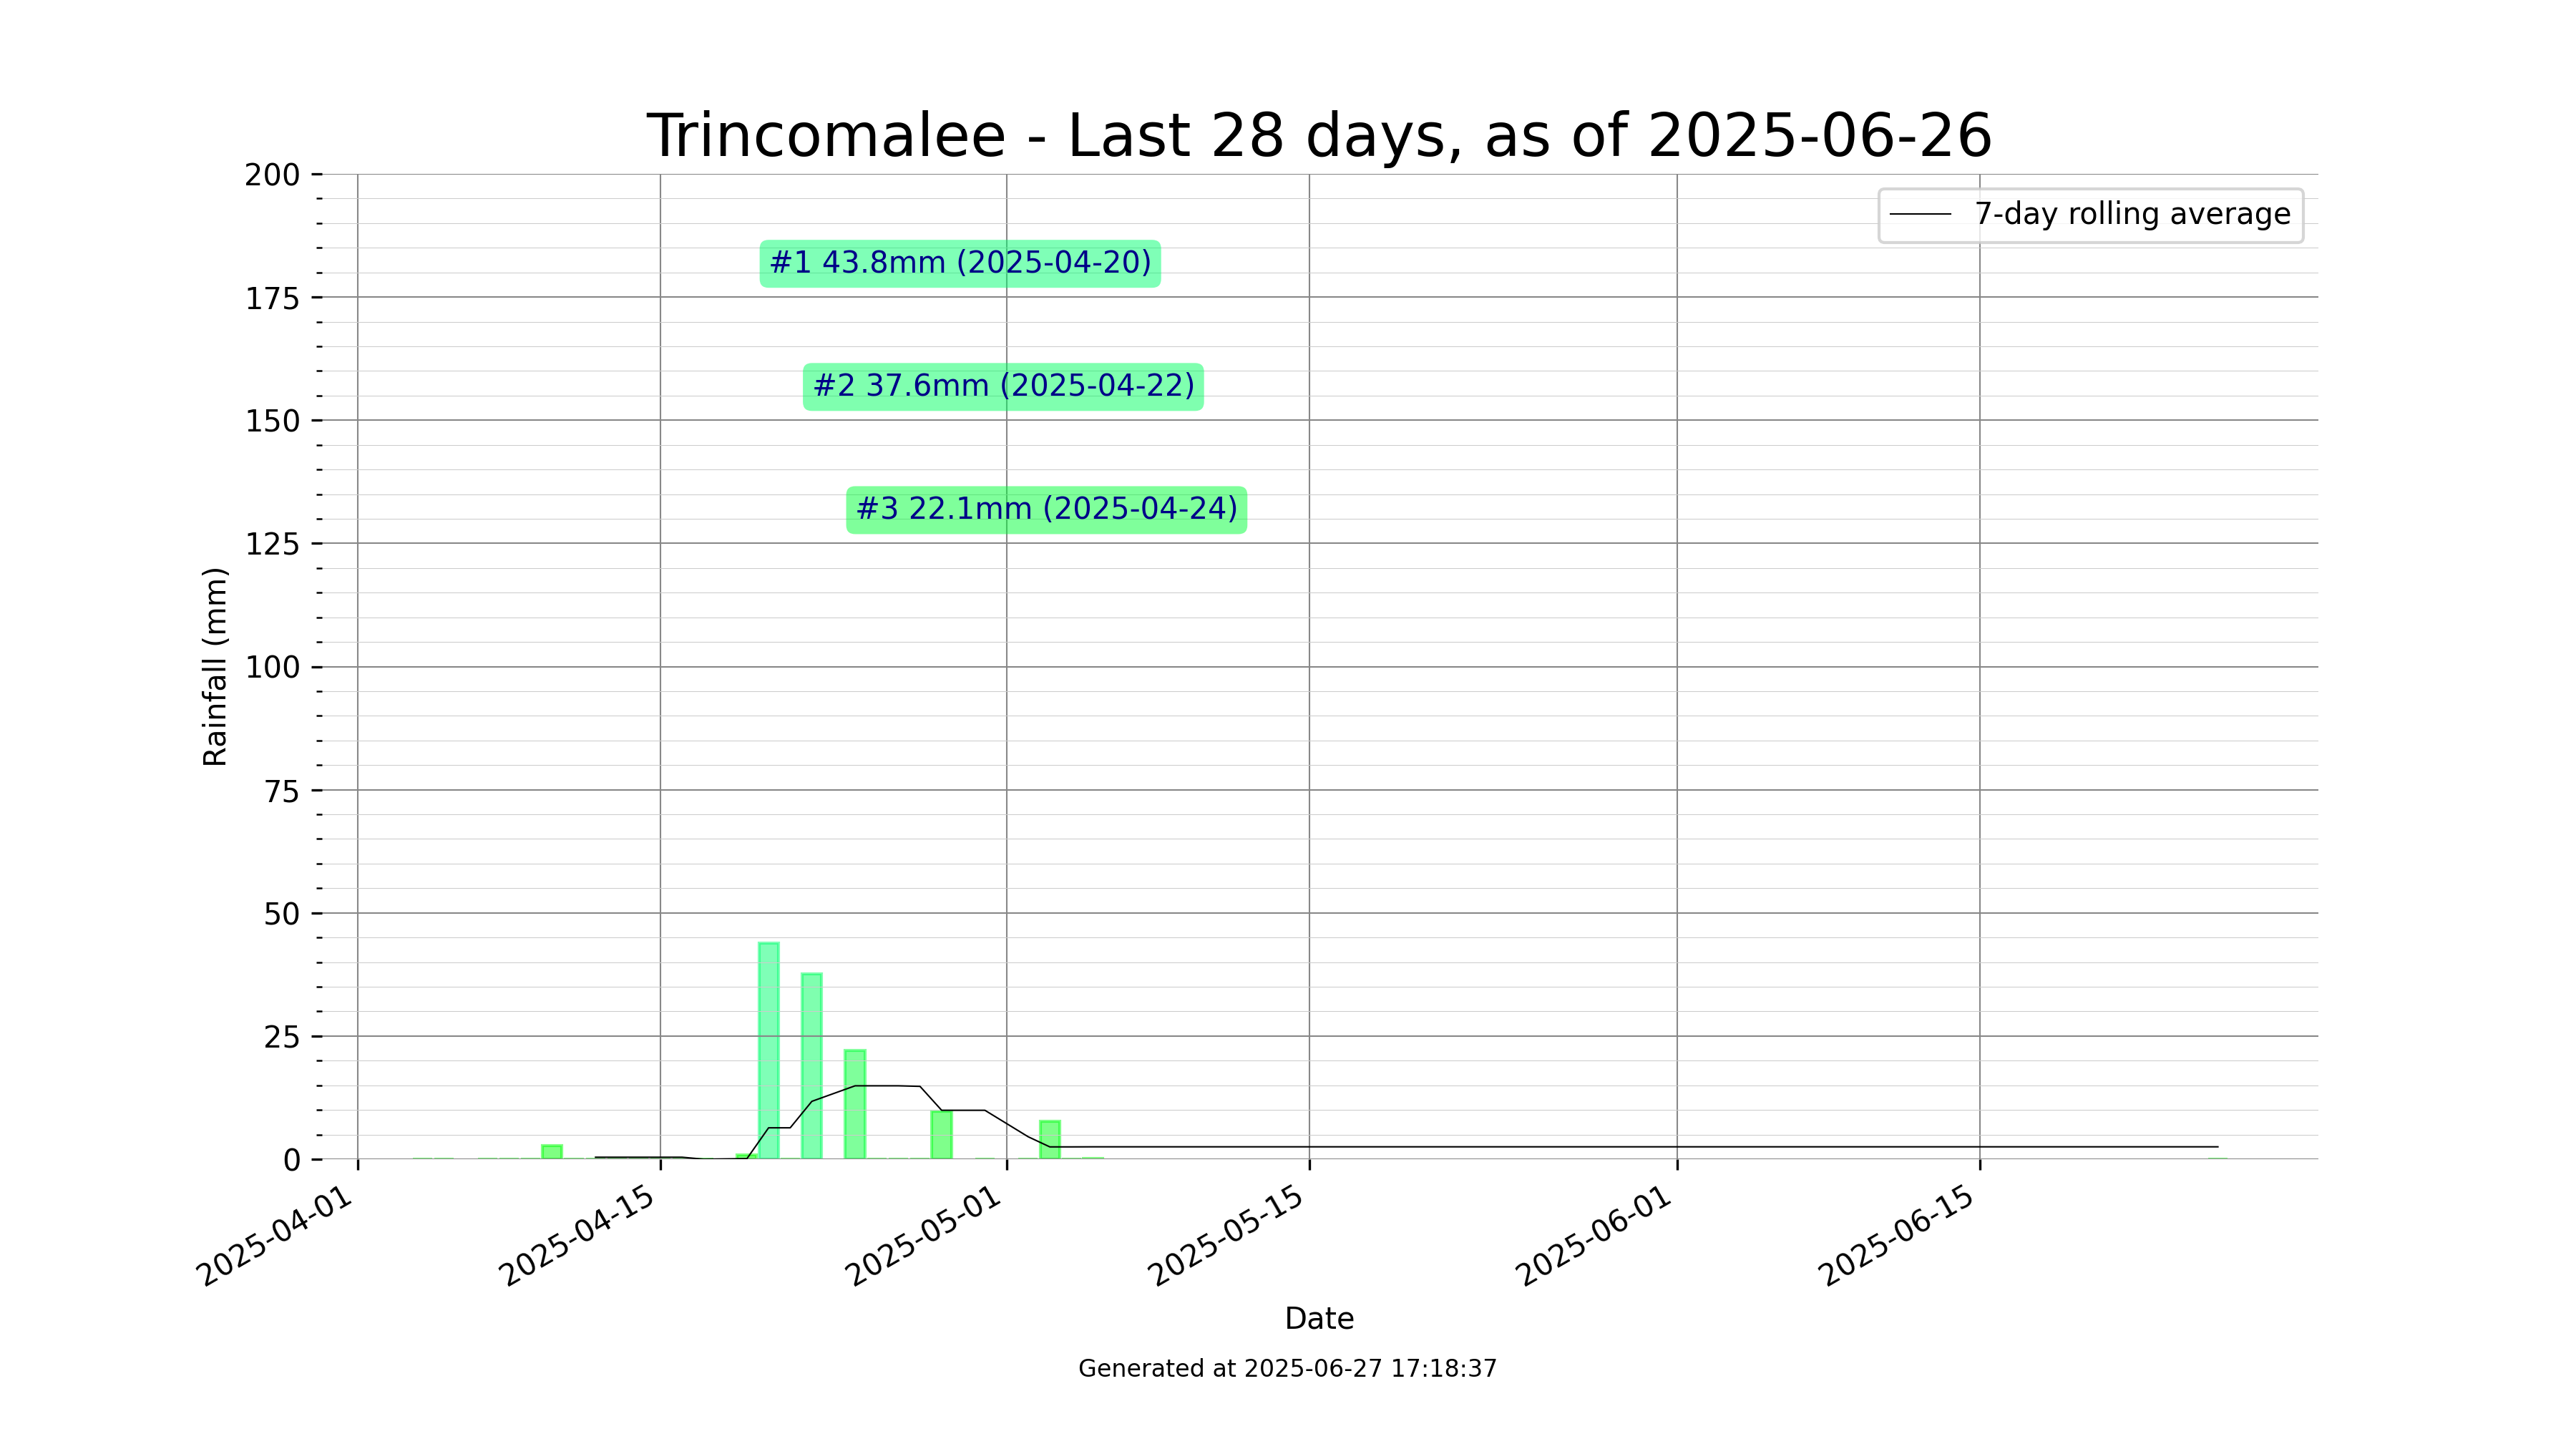 Trincomalee - Last 28 days, as of 2025-06-26
200
175
150
125
100
75
50
25
0
Rainfall (mm)
7-day rolling average
#1 43.8mm (2025-04-20)
#2 37.6mm (2025-04-22)
#3 22.1mm (2025-04-24)
2025-04-01
2025-04-15
2025-05-01
2025-05-15
2025-06-01
2025-06-15
Date
Generated at 2025-06-27 17:18:37